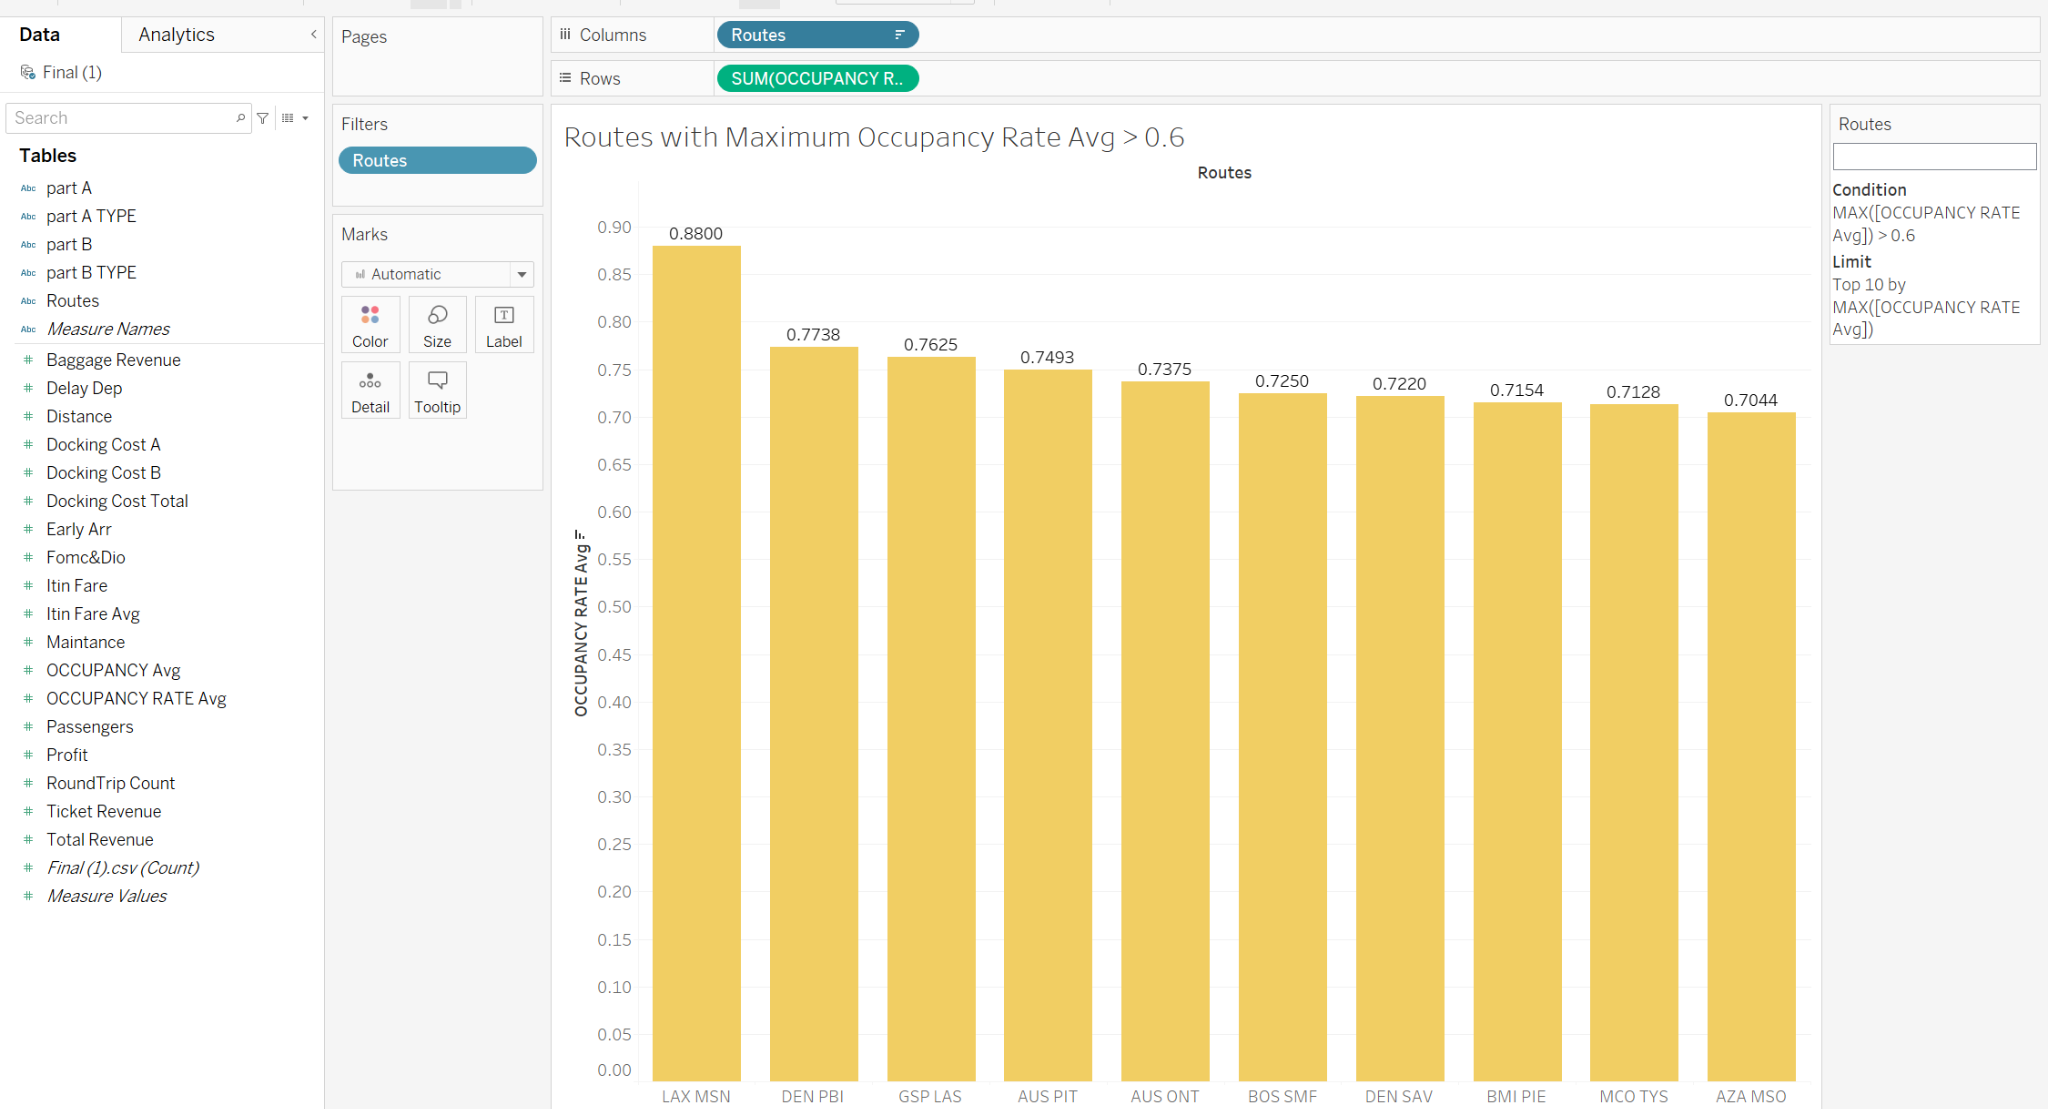 Data
Analytics
Final (1)
Search
Tables
Abc part A
Abc part A TYPE
Abc part B
Abc part B TYPE
Abc Routes
Abc Measure Names
# Baggage Revenue
# Delay Dep
# Distance
# Docking Cost A
# Docking Cost B
# Docking Cost Total
# Early Arr
# Fomc&Dio
# Itin Fare
# Itin Fare Avg
# Maintance
# OCCUPANCY Avg
# OCCUPANCY RATE Avg
# Passengers
# Profit
# RoundTrip Count
# Ticket Revenue
# Total Revenue
# Final (1).csv (Count)
# Measure Values
Pages
Filters
Routes
Marks
Automatic
Color
Size
Label
Detail
Tooltip
Columns
Routes
Rows
SUM(OCCUPANCY R..
Routes with Maximum Occupancy Rate Avg > 0.6
Routes
OCCUPANCY RATE Avg
0.90
0.85
0.80
0.75
0.70
0.65
0.60
0.55
0.50
0.45
0.40
0.35
0.30
0.25
0.20
0.15
0.10
0.05
0.00
0.8800
0.7738
0.7625
0.7493
0.7375
0.7250
0.7220
0.7154
0.7128
0.7044
LAX MSN
DEN PBI
GSP LAS
AUS PIT
AUS ONT
BOS SMF
DEN SAV
BMI PIE
MCO TYS
AZA MSO
Routes
Condition
MAX([OCCUPANCY RATE
Avg]) > 0.6
Limit
Top 10 by
MAX([OCCUPANCY RATE
Avg])